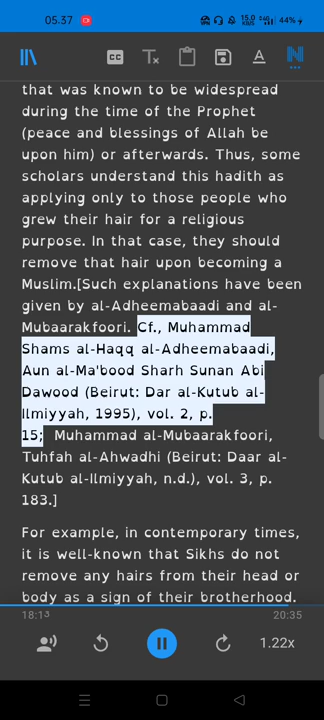 05.37
15.0
44%
CC
that was known to be widespread
during the time of the Prophet
(peace and blessings of Allah be
upon him) or afterwards. Thus, some
scholars understand this hadith as
applying only to those people who
grew their hair for a religious
purpose. In that case, they should
remove that hair upon becoming a
Muslim.[Such explanations have been
given by al-Adheemabaadi and al-
Mubaarakfoori. Cf., Muhammad
Shams al-Haqq al-Adheemabaadi,
Aun al-Ma'bood Sharh Sunan Abi
Dawood (Beirut: Dar al-Kutub al-
Ilmiyyah, 1995), vol. 2, p.
15; Muhammad al-Mubaarakfoori,
Tuhfah al-Ahwadhi (Beirut: Daar al-
Kutub al-Ilmiyyah, n.d.), vol. 3, p.
183.]
For example, in contemporary times,
it is well-known that Sikhs do not
remove any hairs from their head or
body as a sign of their brotherhood.
18:13 20:35
1.22x